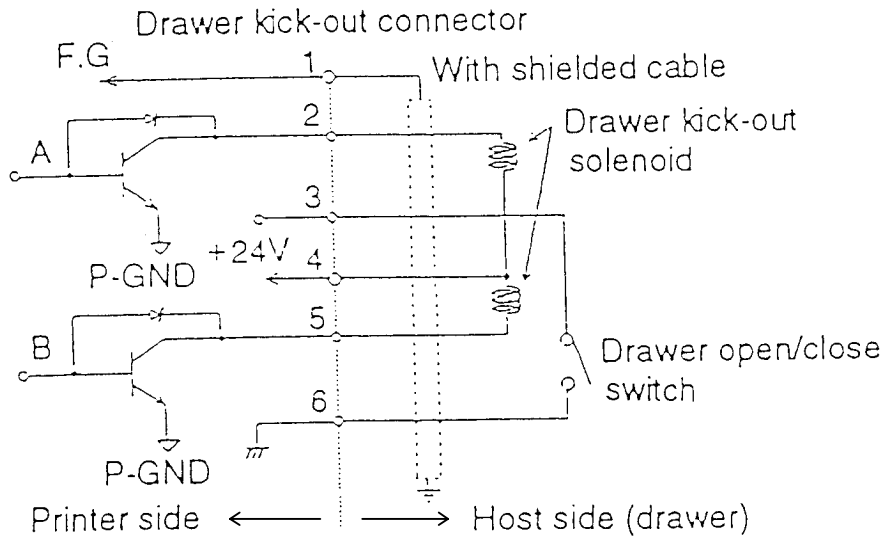 Drawer kick-out connector
F.G
1
With shielded cable
2
Drawer kick-out
solenoid
A
3
+24V
4
P-GND
5
B
Drawer open/close
switch
6
P-GND
Printer side
Host side (drawer)